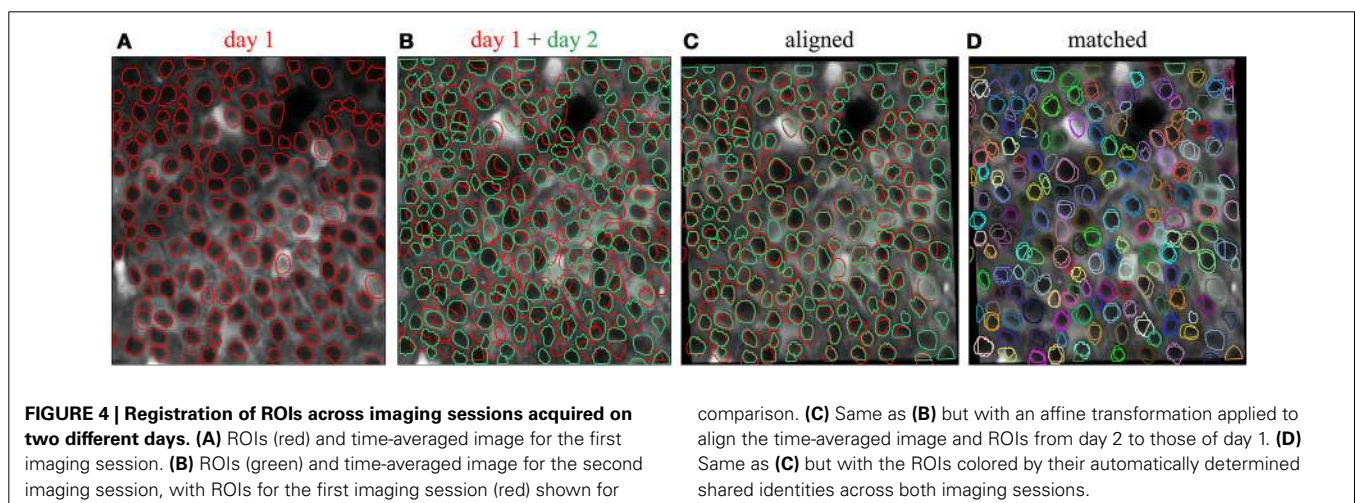 A day 1 B day 1 + day 2 C aligned D matched
FIGURE 4 | Registration of ROIs across imaging sessions acquired on
two different days. (A) ROIs (red) and time-averaged image for the first
imaging session. (B) ROIs (green) and time-averaged image for the second
imaging session, with ROIs for the first imaging session (red) shown for
comparison. (C) Same as (B) but with an affine transformation applied to
align the time-averaged image and ROIs from day 2 to those of day 1. (D)
Same as (C) but with the ROIs colored by their automatically determined
shared identities across both imaging sessions.